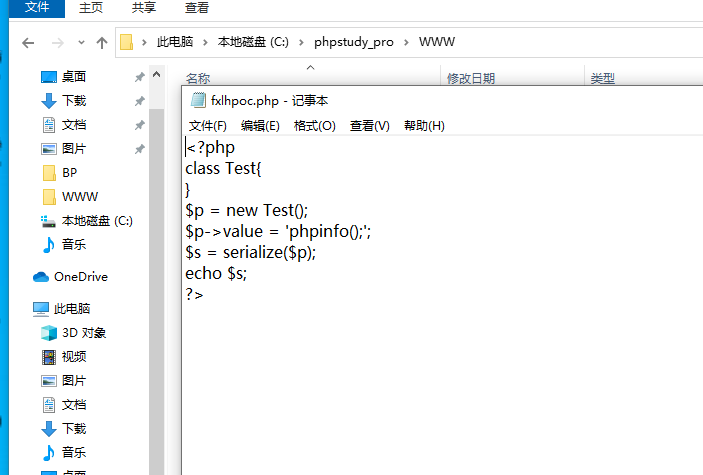 文件
主页
共享
查看
此电脑 > 本地磁盘 (C:) > phpstudy_pro > WWW
桌面
下载
文档
图片
BP
WWW
本地磁盘 (C:)
音乐
OneDrive
此电脑
3D 对象
视频
图片
文档
下载
音乐
桌面
名称
修改日期
类型
fxlhpoc.php - 记事本
文件(F) 编辑(E) 格式(O) 查看(V) 帮助(H)
<?php
class Test{
}
$p = new Test();
$p->value = 'phpinfo();';
$s = serialize($p);
echo $s;
?>